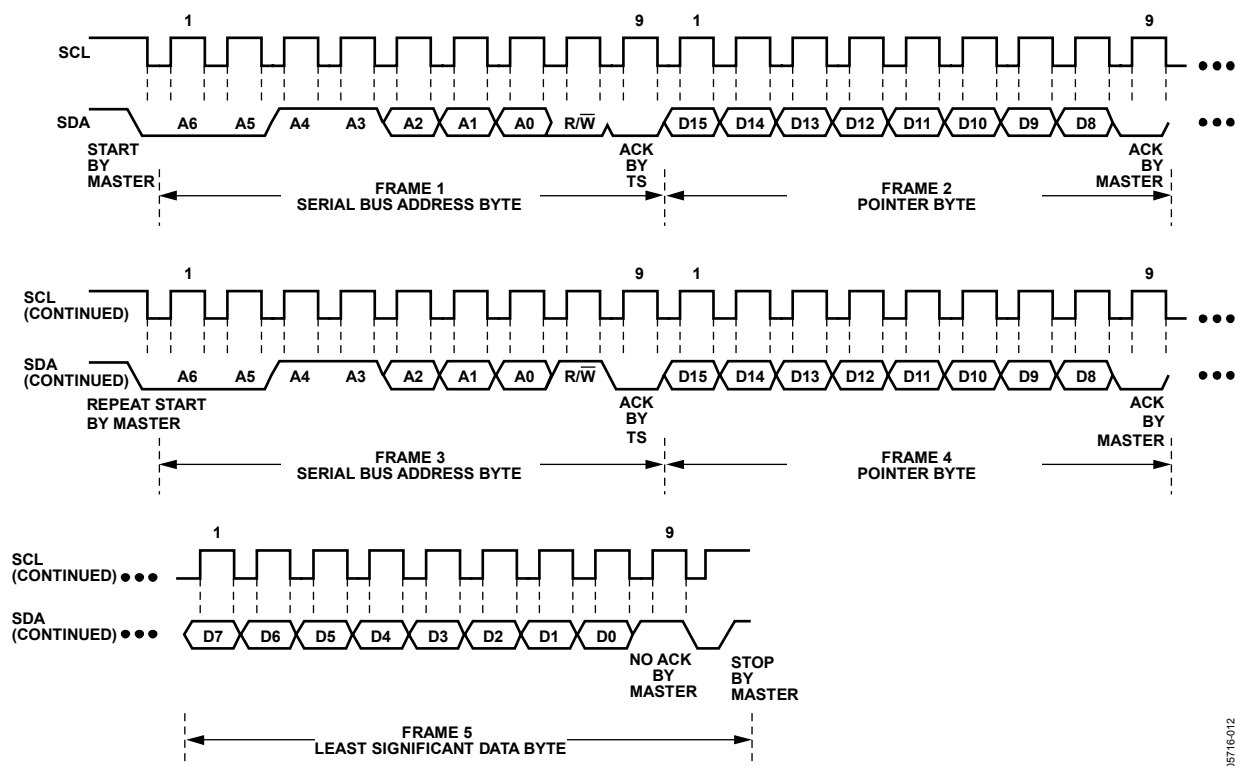 1 9 1 9
SCL
SDA A6 A5 A4 A3 A2 A1 A0 R/W̅ D15 D14 D13 D12 D11 D10 D9 D8
START
BY
MASTER
ACK
BY
TS
ACK
BY
MASTER
FRAME 1
SERIAL BUS ADDRESS BYTE
FRAME 2
POINTER BYTE
1 9 1 9
SCL
(CONTINUED)
SDA
(CONTINUED)
A6 A5 A4 A3 A2 A1 A0 R/W̅ D15 D14 D13 D12 D11 D10 D9 D8
REPEAT START
BY MASTER
ACK
BY
TS
ACK
BY
MASTER
FRAME 3
SERIAL BUS ADDRESS BYTE
FRAME 4
POINTER BYTE
1 9
SCL
(CONTINUED)
SDA
(CONTINUED)
D7 D6 D5 D4 D3 D2 D1 D0
NO ACK
BY
MASTER
STOP
BY
MASTER
FRAME 5
LEAST SIGNIFICANT DATA BYTE
05716-012